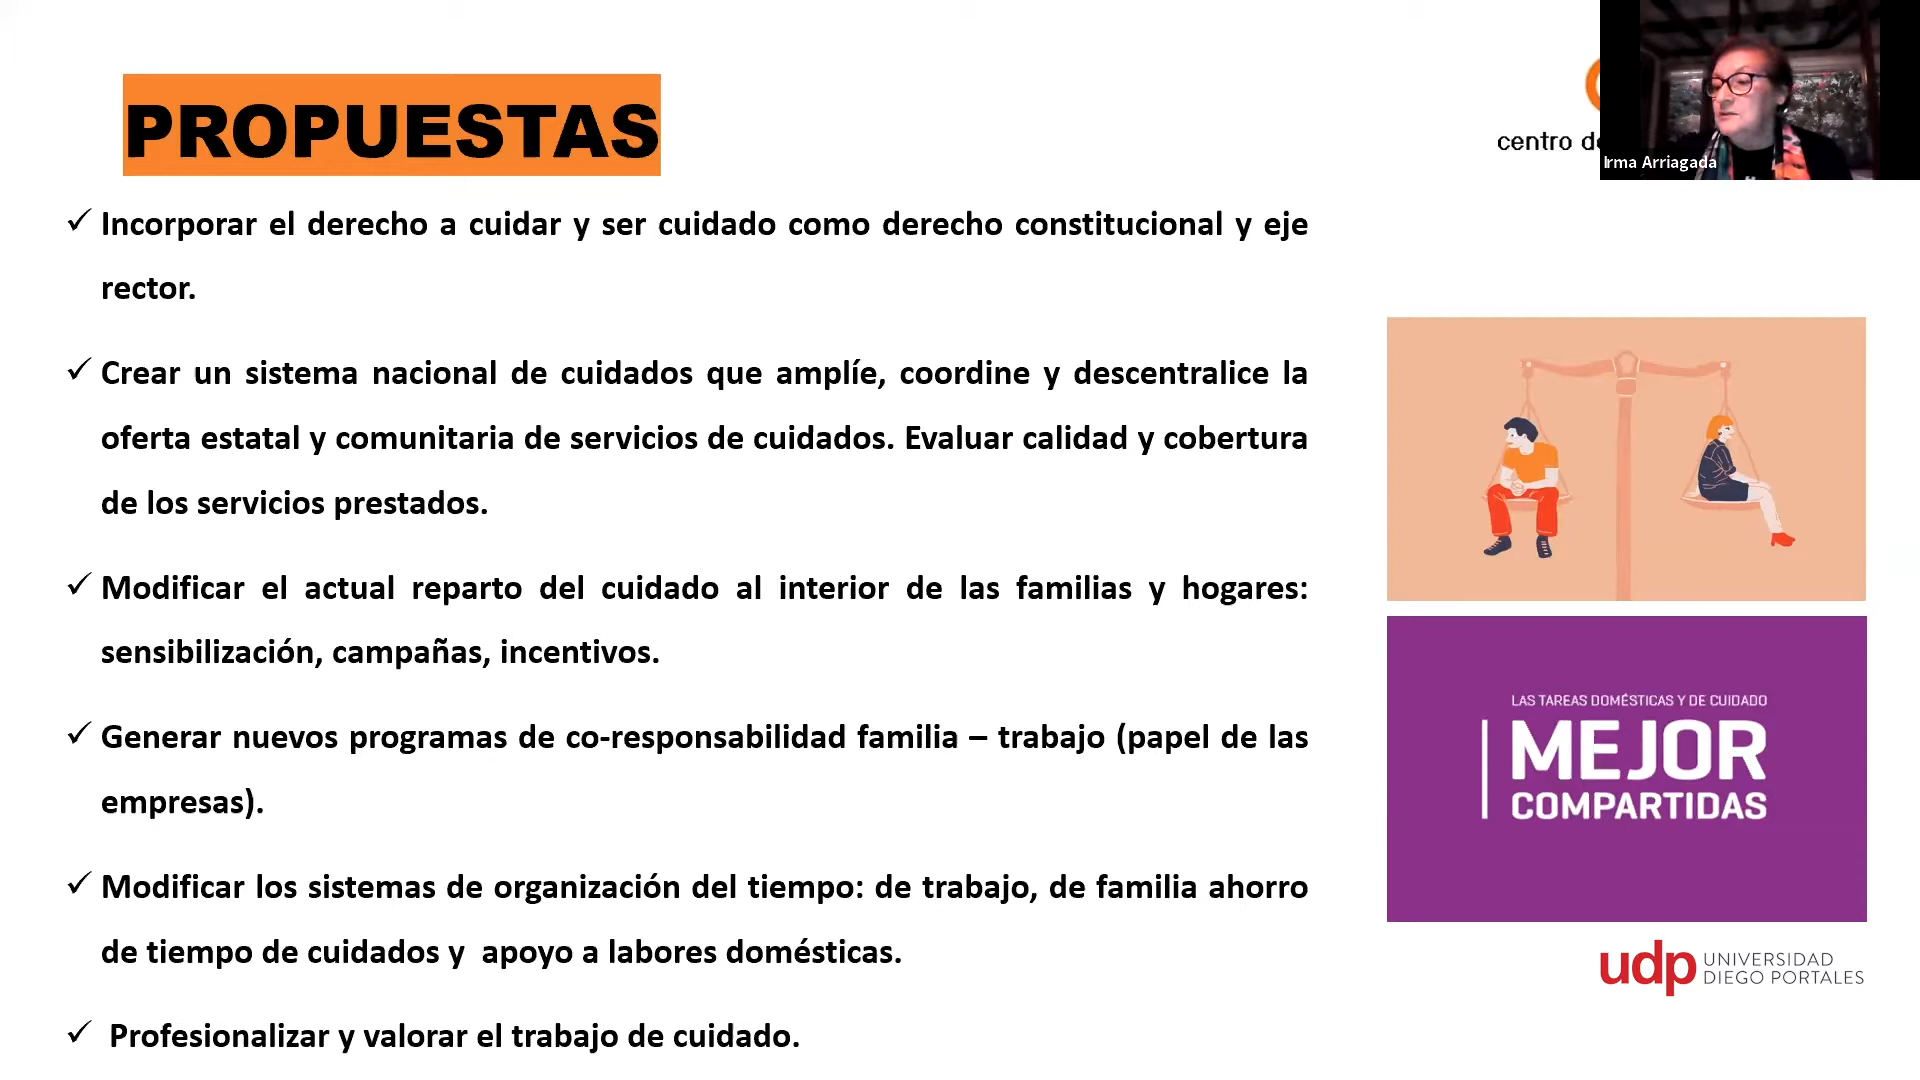 PROPUESTAS
centro de
Irma Arriagada
✓ Incorporar el derecho a cuidar y ser cuidado como derecho constitucional y eje
rector.
✓ Crear un sistema nacional de cuidados que amplíe, coordine y descentralice la
oferta estatal y comunitaria de servicios de cuidados. Evaluar calidad y cobertura
de los servicios prestados.
✓ Modificar el actual reparto del cuidado al interior de las familias y hogares:
sensibilización, campañas, incentivos.
✓ Generar nuevos programas de co-responsabilidad familia – trabajo (papel de las
empresas).
✓ Modificar los sistemas de organización del tiempo: de trabajo, de familia ahorro
de tiempo de cuidados y  apoyo a labores domésticas.
✓ Profesionalizar y valorar el trabajo de cuidado.
LAS TAREAS DOMÉSTICAS Y DE CUIDADO
MEJOR
COMPARTIDAS
udp UNIVERSIDAD
DIEGO PORTALES